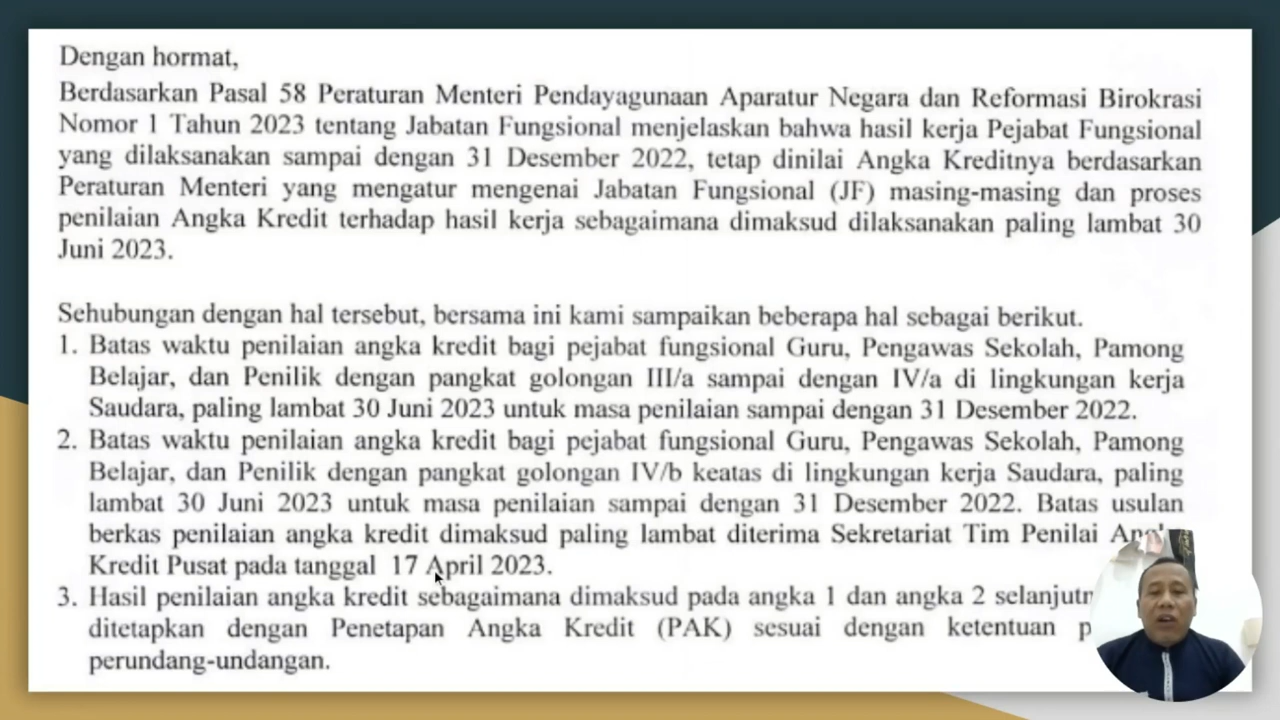 Dengan hormat,
Berdasarkan Pasal 58 Peraturan Menteri Pendayagunaan Aparatur Negara dan Reformasi Birokrasi
Nomor 1 Tahun 2023 tentang Jabatan Fungsional menjelaskan bahwa hasil kerja Pejabat Fungsional
yang dilaksanakan sampai dengan 31 Desember 2022, tetap dinilai Angka Kreditnya berdasarkan
Peraturan Menteri yang mengatur mengenai Jabatan Fungsional (JF) masing-masing dan proses
penilaian Angka Kredit terhadap hasil kerja sebagaimana dimaksud dilaksanakan paling lambat 30
Juni 2023.
Sehubungan dengan hal tersebut, bersama ini kami sampaikan beberapa hal sebagai berikut.
1. Batas waktu penilaian angka kredit bagi pejabat fungsional Guru, Pengawas Sekolah, Pamong
Belajar, dan Penilik dengan pangkat golongan III/a sampai dengan IV/a di lingkungan kerja
Saudara, paling lambat 30 Juni 2023 untuk masa penilaian sampai dengan 31 Desember 2022.
2. Batas waktu penilaian angka kredit bagi pejabat fungsional Guru, Pengawas Sekolah, Pamong
Belajar, dan Penilik dengan pangkat golongan IV/b keatas di lingkungan kerja Saudara, paling
lambat 30 Juni 2023 untuk masa penilaian sampai dengan 31 Desember 2022. Batas usulan
berkas penilaian angka kredit dimaksud paling lambat diterima Sekretariat Tim Penilai
Kredit Pusat pada tanggal 17 April 2023.
3. Hasil penilaian angka kredit sebagaimana dimaksud pada angka 1 dan angka 2
ditetapkan dengan Penetapan Angka Kredit (PAK) sesuai dengan ketentuan
perundang-undangan.